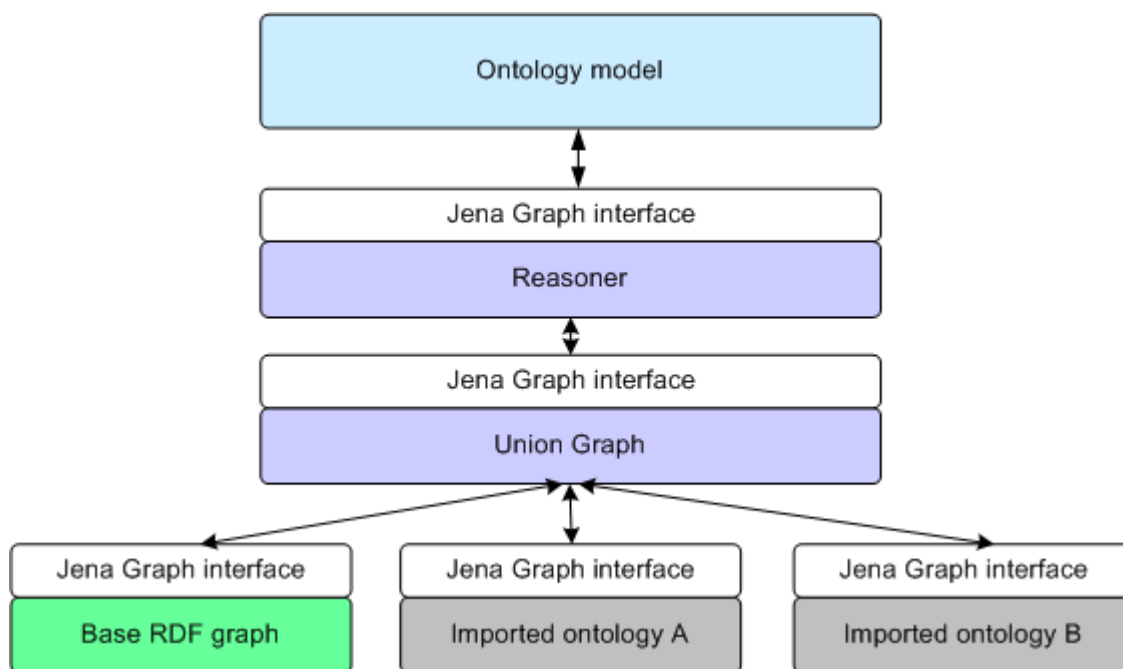 Ontology model
Jena Graph interface
Reasoner
Jena Graph interface
Union Graph
Jena Graph interface
Jena Graph interface
Jena Graph interface
Base RDF graph
Imported ontology A
Imported ontology B